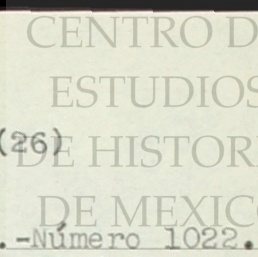 CENTRO D
ESTUDIOS
(26)
DE HISTORI
DE MEXICO
.-Número 1022.